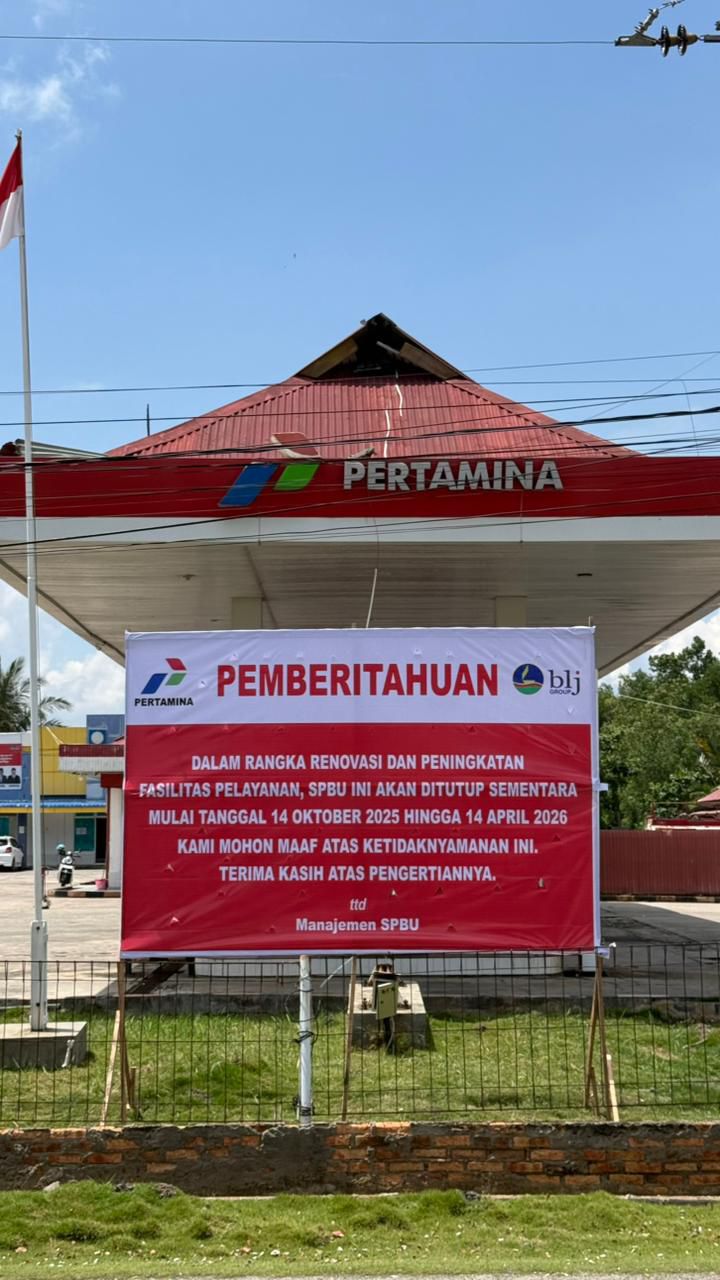 PERTAMINA
PERTAMINA
PEMBERITAHUAN
blj
GROUP
DALAM RANGKA RENOVASI DAN PENINGKATAN
FASILITAS PELAYANAN, SPBU INI AKAN DITUTUP SEMENTARA
MULAI TANGGAL 14 OKTOBER 2025 HINGGA 14 APRIL 2026
KAMI MOHON MAAF ATAS KETIDAKNYAMANAN INI.
TERIMA KASIH ATAS PENGERTIANNYA.
ttd
Manajemen SPBU